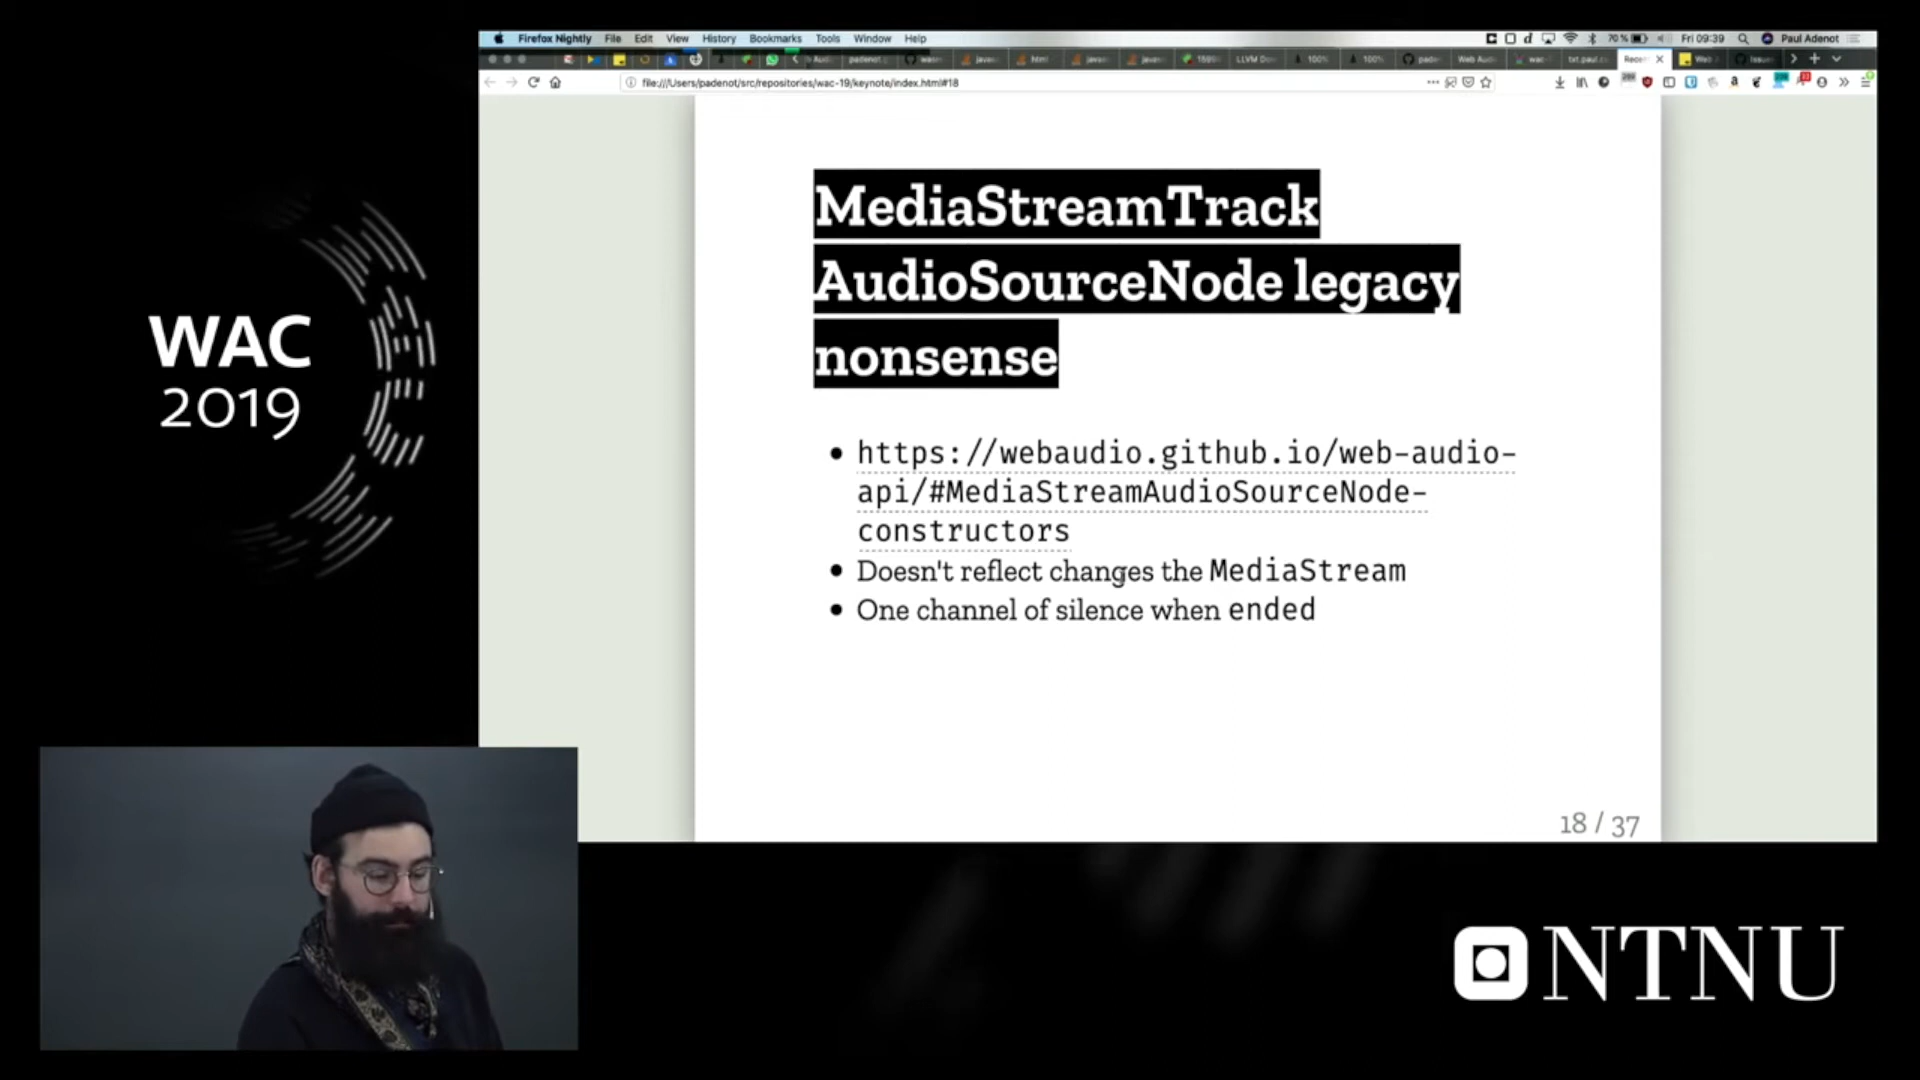 Firefox Nightly File Edit View History Bookmarks Tools Window Help
70% Fri 09:39 Paul Adenot
file:///Users/padenot/src/repositories/wac-19/keynote/index.html#18
MediaStreamTrack
AudioSourceNode legacy
nonsense
https://webaudio.github.io/web-audio-
api/#MediaStreamAudioSourceNode-
constructors
Doesn't reflect changes the MediaStream
One channel of silence when ended
18 / 37
WAC
2019
NTNU